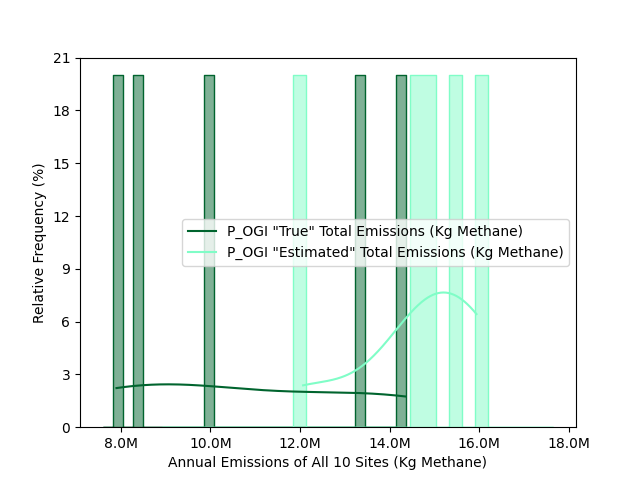 21
18
15
12
9
6
3
0
Relative Frequency (%)
P_OGI "True" Total Emissions (Kg Methane)
P_OGI "Estimated" Total Emissions (Kg Methane)
8.0M 10.0M 12.0M 14.0M 16.0M 18.0M
Annual Emissions of All 10 Sites (Kg Methane)